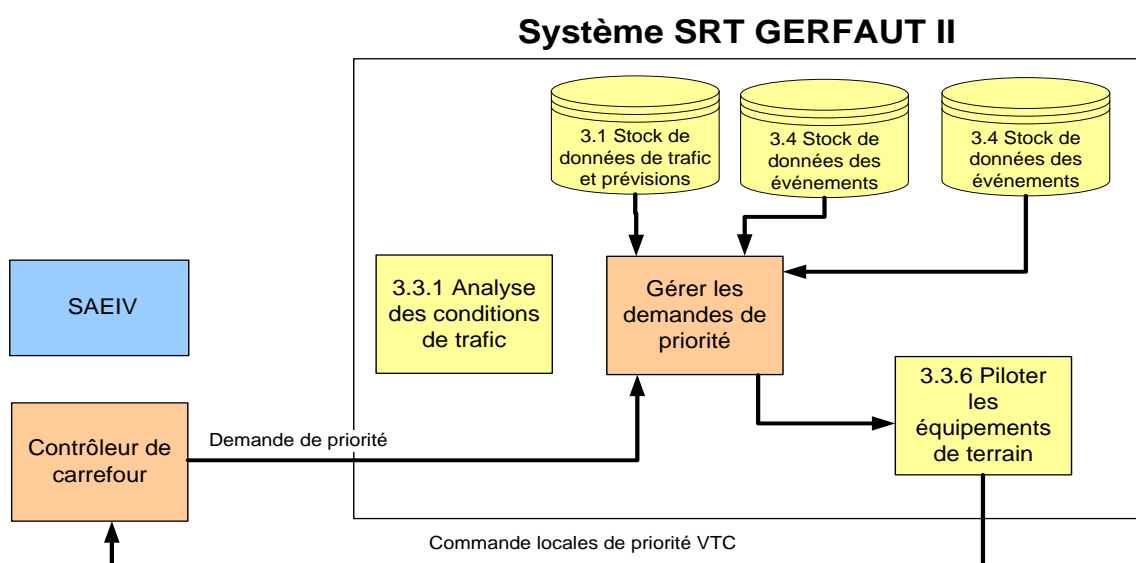 Système SRT GERFAUT II
3.1 Stock de
données de trafic
et prévisions
3.4 Stock de
données des
événements
3.4 Stock de
données des
événements
SAEIV
3.3.1 Analyse
des conditions
de trafic
Gérer les
demandes de
priorité
3.3.6 Piloter
les
équipements
de terrain
Contrôleur de
carrefour
Demande de priorité
Commande locales de priorité VTC